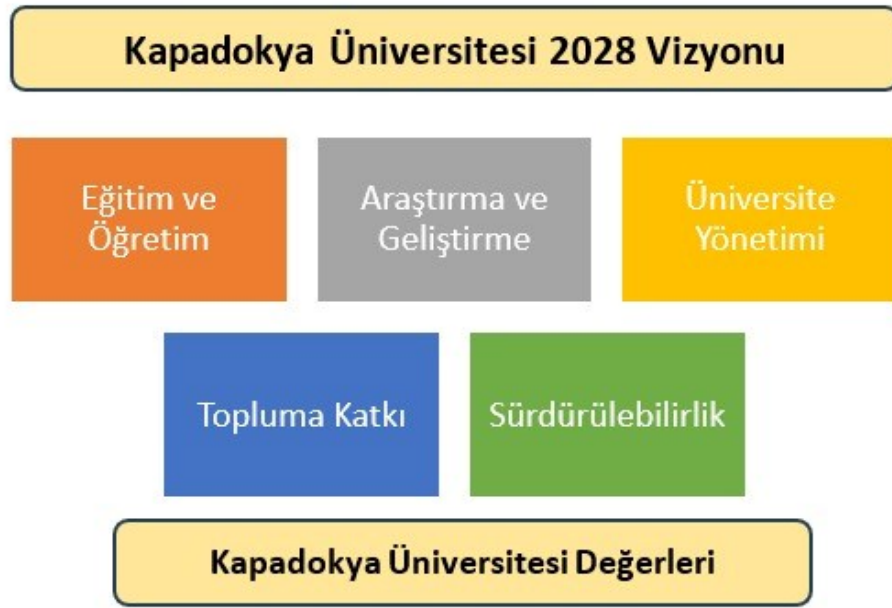 Kapadokya Üniversitesi 2028 Vizyonu
Eğitim ve
Öğretim
Araştırma ve
Geliştirme
Üniversite
Yönetimi
Topluma Katkı
Sürdürülebilirlik
Kapadokya Üniversitesi Değerleri